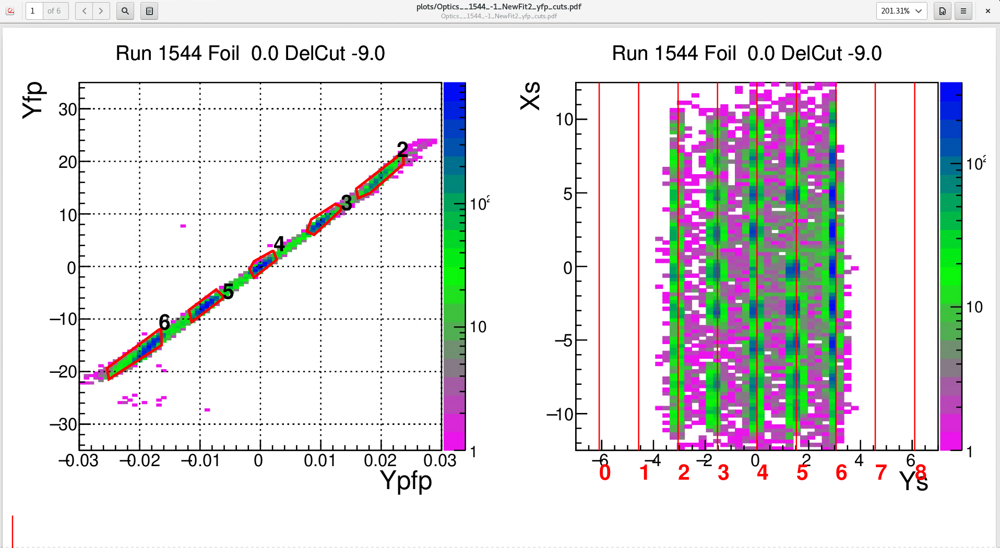 1 of 6
plots/Optics__1544_-1_NewFit2_yfp_cuts.pdf
Optics__1544_-1_NewFit2_yfp_cuts.pdf
201.31%
Run 1544 Foil  0.0 DelCut -9.0
Yfp
30
20
10
0
−10
−20
−30
2
3
4
5
6
10²
10
1
−0.03 −0.02 −0.01 0 0.01 0.02 0.03
Ypfp
Run 1544 Foil  0.0 DelCut -9.0
Xs
10
5
0
−5
−10
10²
10
1
−6 −4 −2 0 2 4 6
0 1 2 3 4 5 6 7 8
Ys